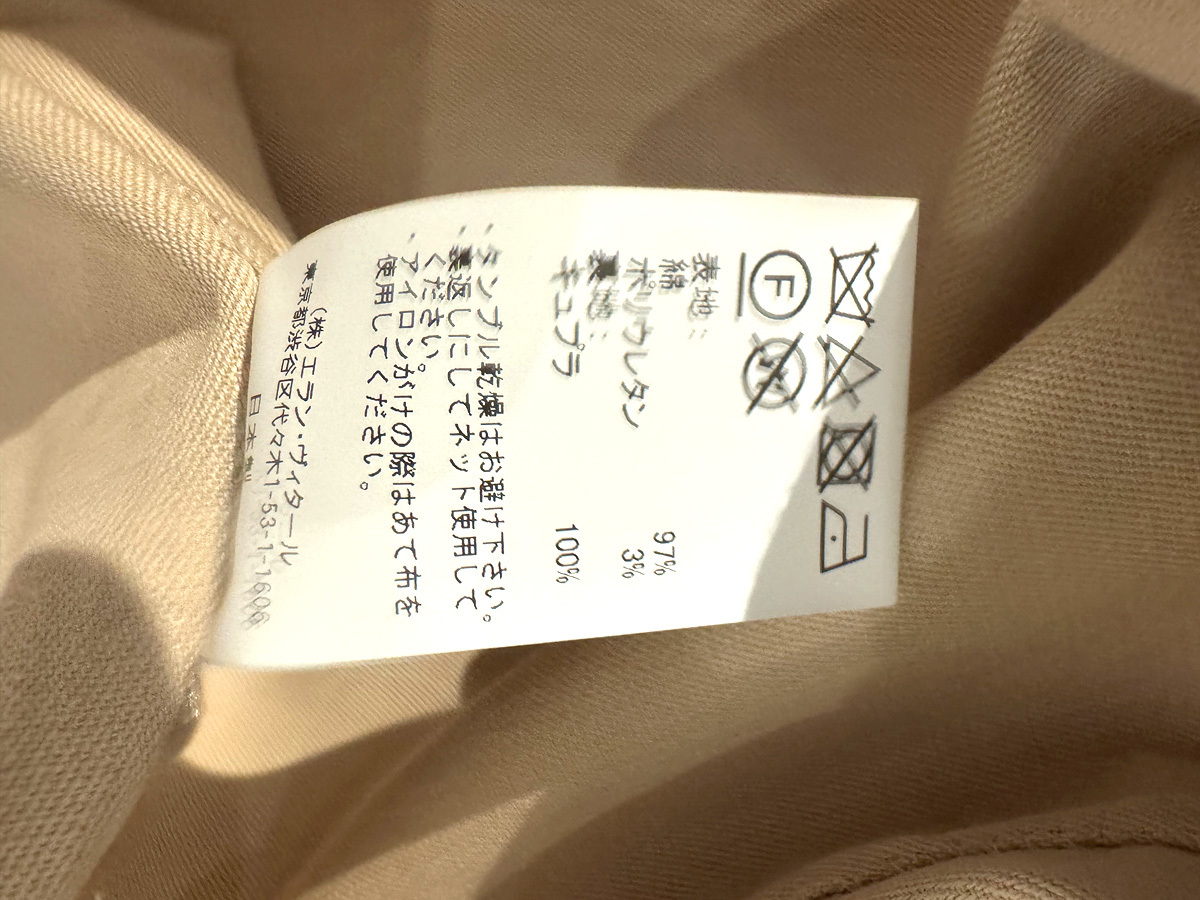 F
W
表地：
綿 97%
ポリウレタン 3%
裏地：
キュプラ 100%
・タンブル乾燥はお避け下さい。
・裏返しにしてネット使用して
ください。
・アイロンがけの際はあて布を
使用してください。
(株)エラン・ヴィタール
東京都渋谷区代々木1-53-1-1606
日本製